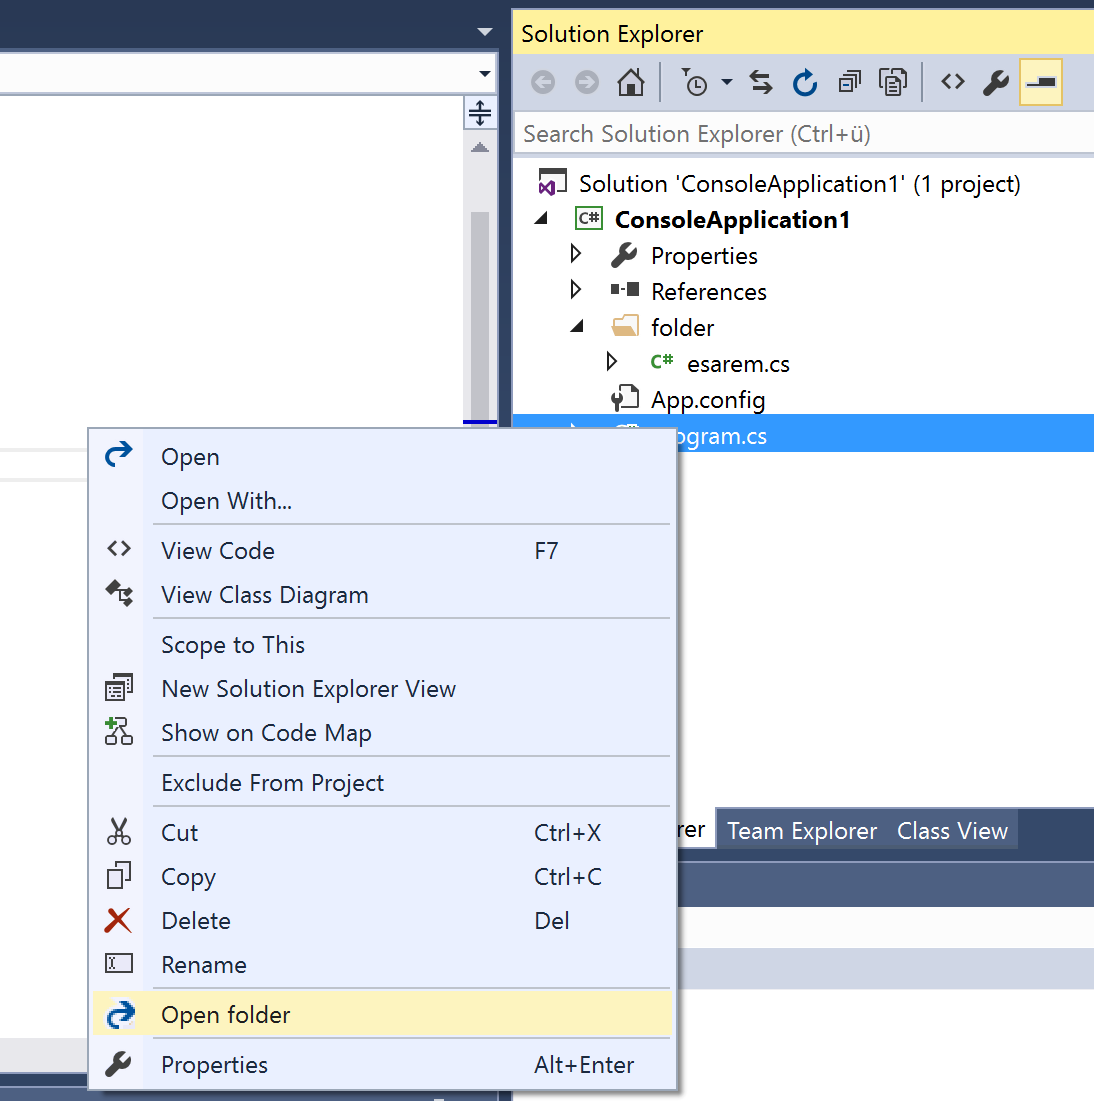 Solution Explorer
Search Solution Explorer (Ctrl+ü)
Solution 'ConsoleApplication1' (1 project)
C# ConsoleApplication1
Properties
References
folder
C# esarem.cs
App.config
ogram.cs
Open
Open With...
View Code F7
View Class Diagram
Scope to This
New Solution Explorer View
Show on Code Map
Exclude From Project
Cut Ctrl+X
Copy Ctrl+C
Delete Del
Rename
Open folder
Properties Alt+Enter
rer Team Explorer Class View